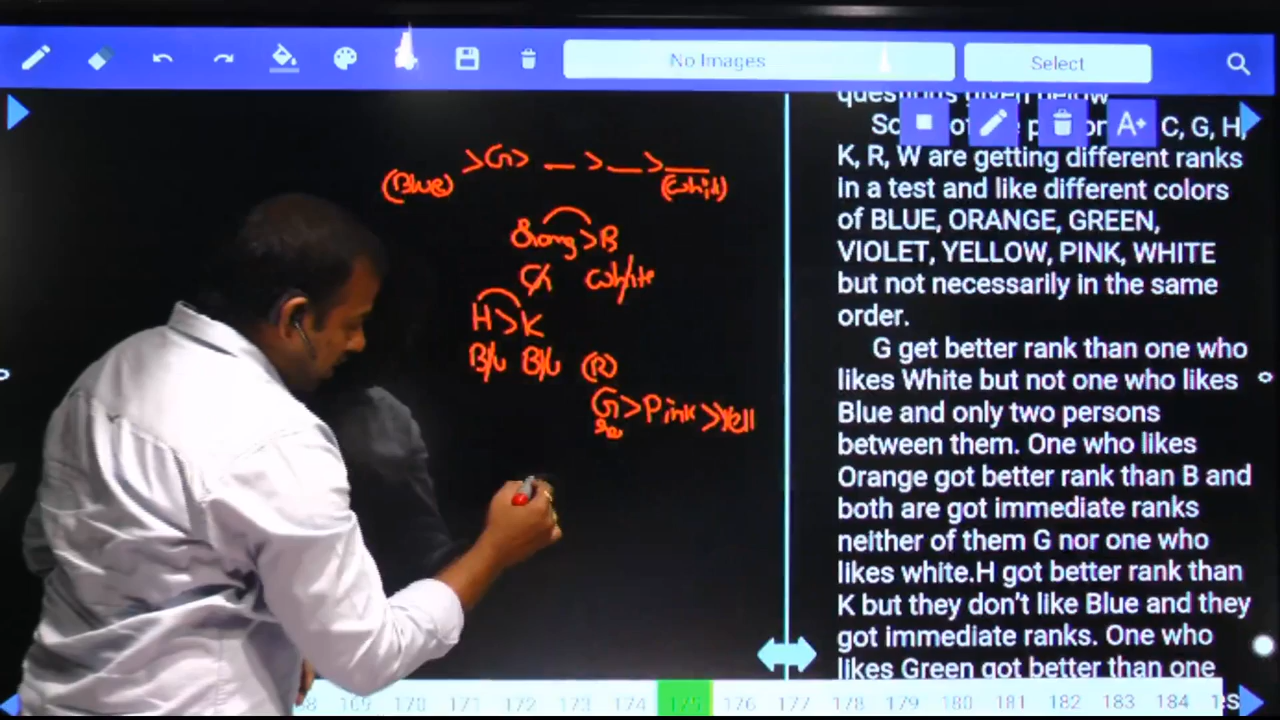 No Images
Select
A+
(Blue) >G> __ >__>__
(White)
Orang >B
G White
H>K
B/u B/u (R)
G>Pink>Yell
C, G, H,
K, R, W are getting different ranks
in a test and like different colors
of BLUE, ORANGE, GREEN,
VIOLET, YELLOW, PINK, WHITE
but not necessarily in the same
order.
G get better rank than one who
likes White but not one who likes
Blue and only two persons
between them. One who likes
Orange got better rank than B and
both are got immediate ranks
neither of them G nor one who
likes white.H got better rank than
K but they don't like Blue and they
got immediate ranks. One who
likes Green got better than one
169 170 171 172 173 174 175 176 177 178 179 180 181 182 183 184